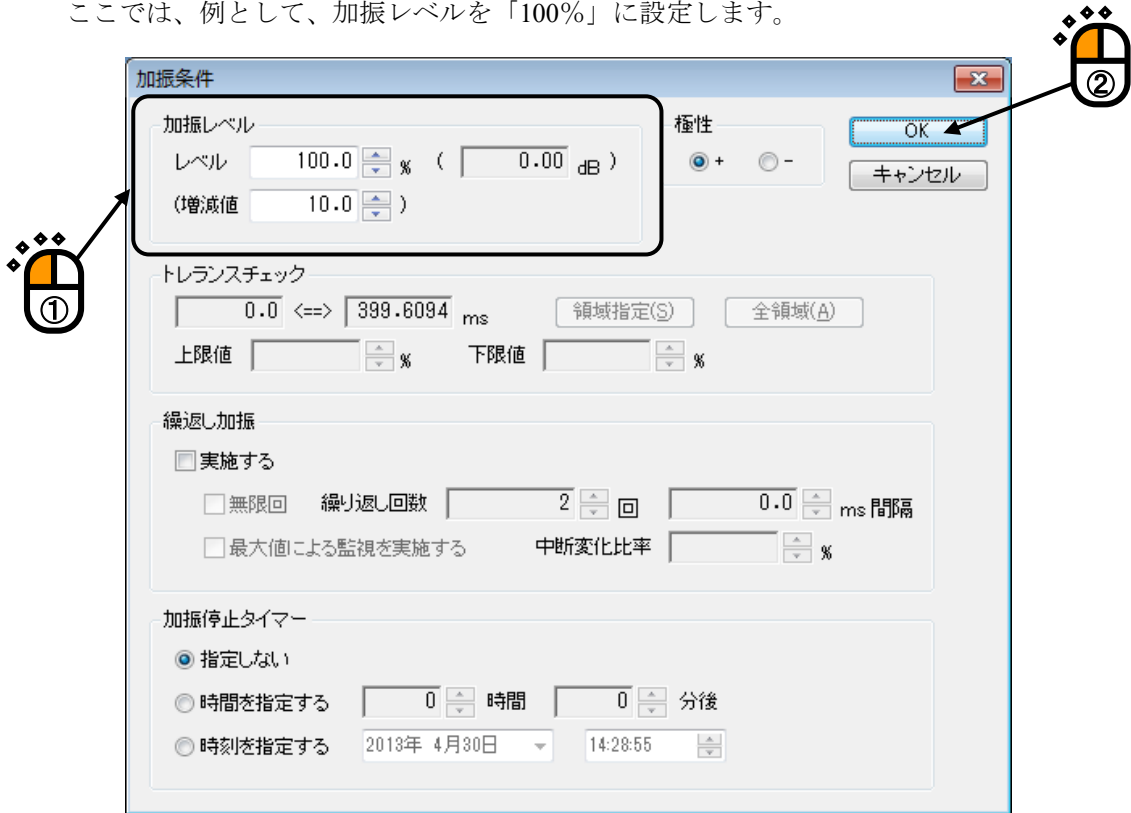 ここでは、例として、加振レベルを「100%」に設定します。
加振条件
加振レベル
レベル 100.0 % ( 0.00 dB )
(増減値 10.0 )
極性
+ -
OK
キャンセル
①
②
トレランスチェック
0.0 <==> 399.6094 ms 領域指定(S) 全領域(A)
上限値 % 下限値 %
繰返し加振
実施する
無限回 繰り返し回数 2 回 0.0 ms間隔
最大値による監視を実施する 中断変化比率 %
加振停止タイマー
指定しない
時間を指定する 0 時間 0 分後
時刻を指定する 2013年 4月30日 14:28:55